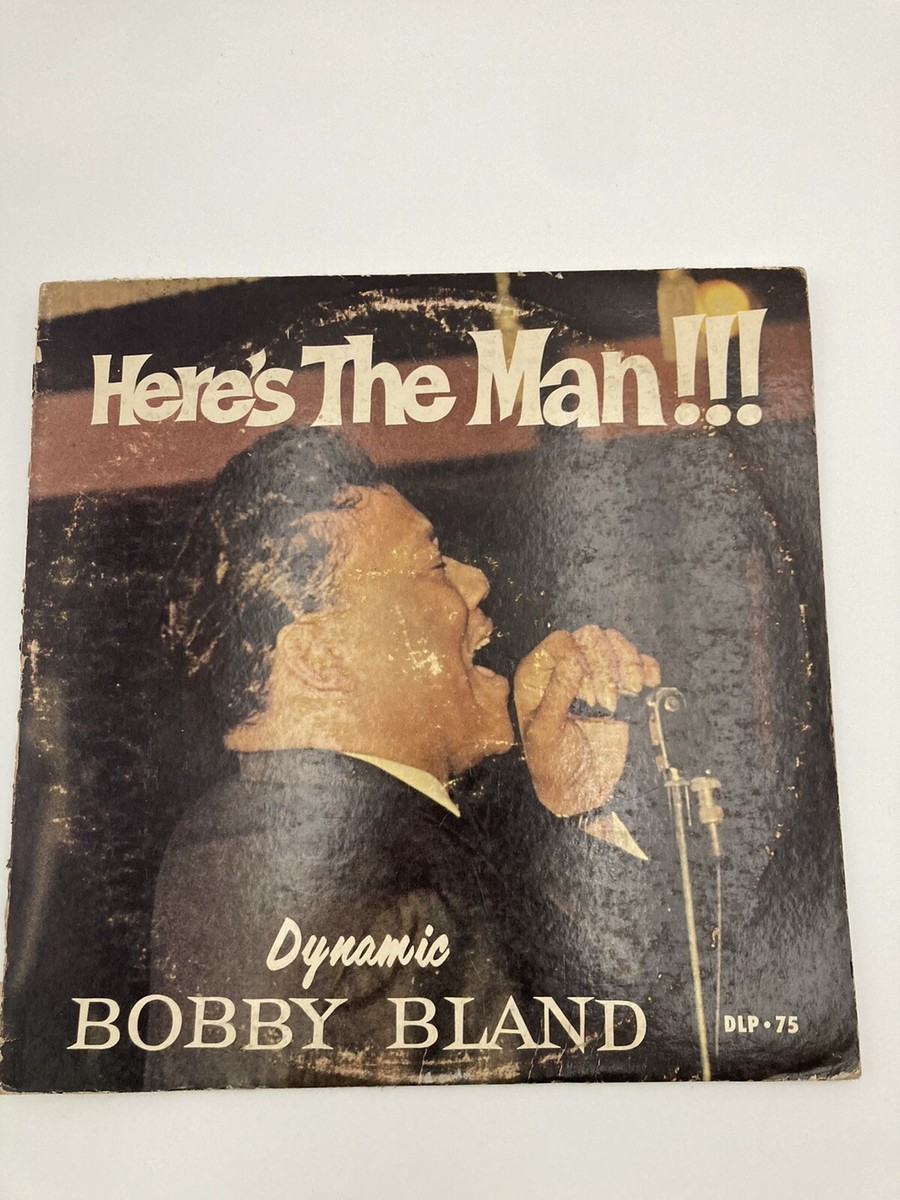 Here's The Man!!!
Dynamic
BOBBY BLAND
DLP•75